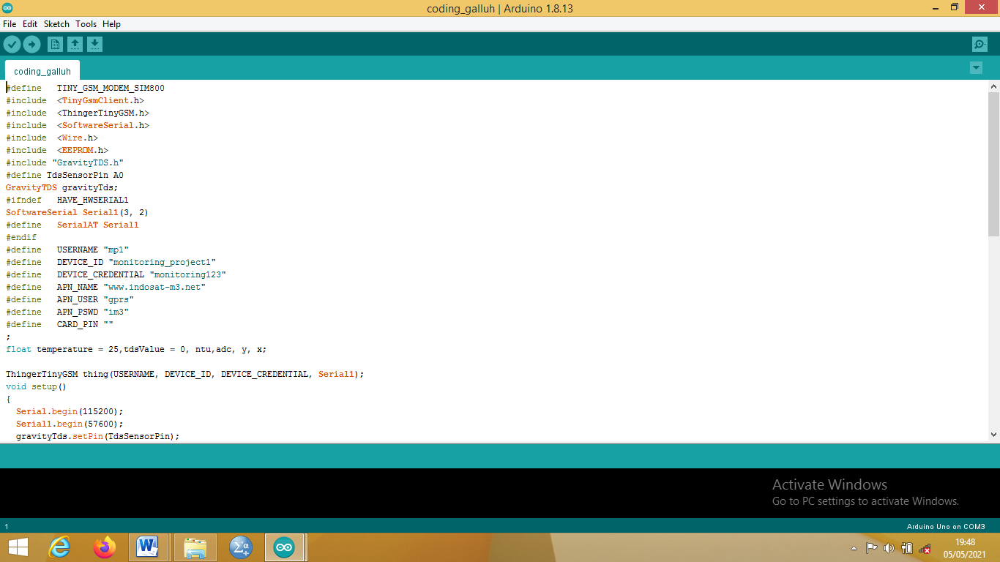 coding_galluh | Arduino 1.8.13
File Edit Sketch Tools Help
coding_galluh
#define   TINY_GSM_MODEM_SIM800
#include  <TinyGsmClient.h>
#include  <ThingerTinyGSM.h>
#include  <SoftwareSerial.h>
#include  <Wire.h>
#include  <EEPROM.h>
#include "GravityTDS.h"
#define TdsSensorPin A0
GravityTDS gravityTds;
#ifndef   HAVE_HWSERIAL1
SoftwareSerial Serial1(3, 2)
#define   SerialAT Serial1
#endif
#define   USERNAME "mp1"
#define   DEVICE_ID "monitoring_project1"
#define   DEVICE_CREDENTIAL "monitoring123"
#define   APN_NAME "www.indosat-m3.net"
#define   APN_USER "gprs"
#define   APN_PSWD "im3"
#define   CARD_PIN ""
;
float temperature = 25,tdsValue = 0, ntu,adc, y, x;
ThingerTinyGSM thing(USERNAME, DEVICE_ID, DEVICE_CREDENTIAL, Serial1);
void setup()
{
  Serial.begin(115200);
  Serial1.begin(57600);
  gravityTds.setPin(TdsSensorPin);
Activate Windows
Go to PC settings to activate Windows.
1
Arduino Uno on COM3
19:48
05/05/2021